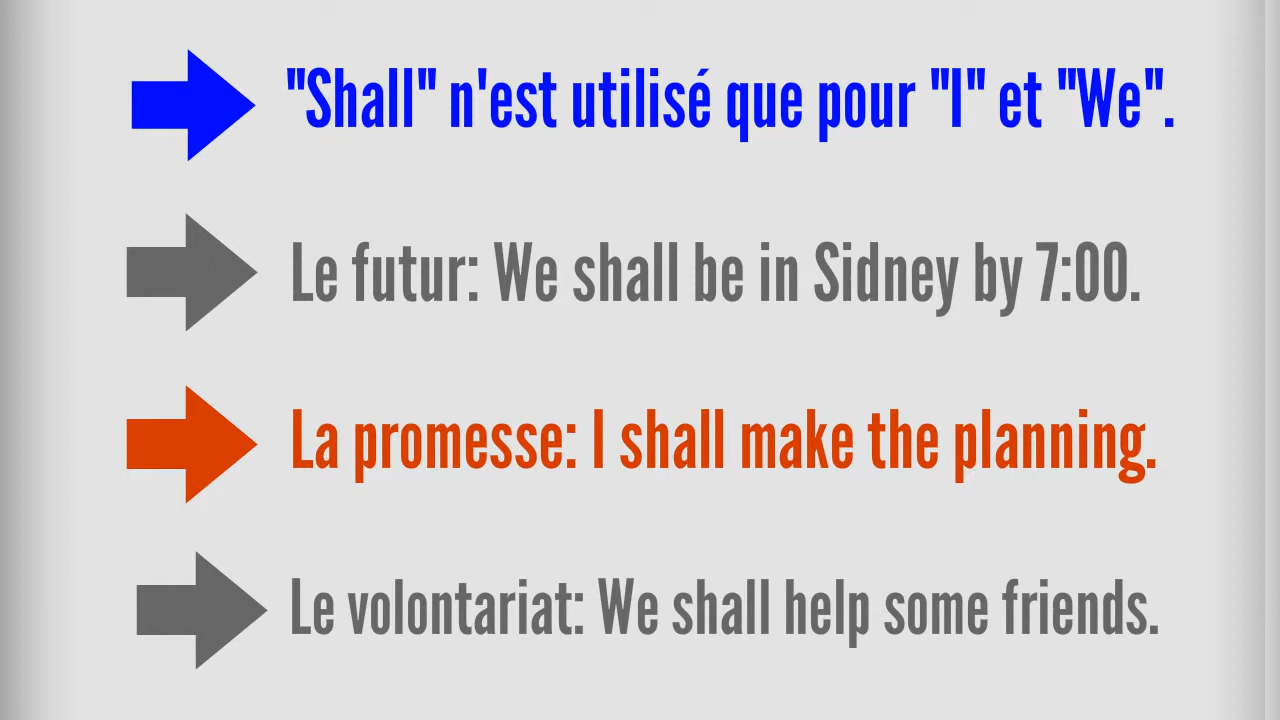 "Shall" n'est utilisé que pour "I" et "We".
Le futur: We shall be in Sidney by 7:00.
La promesse: I shall make the planning.
Le volontariat: We shall help some friends.